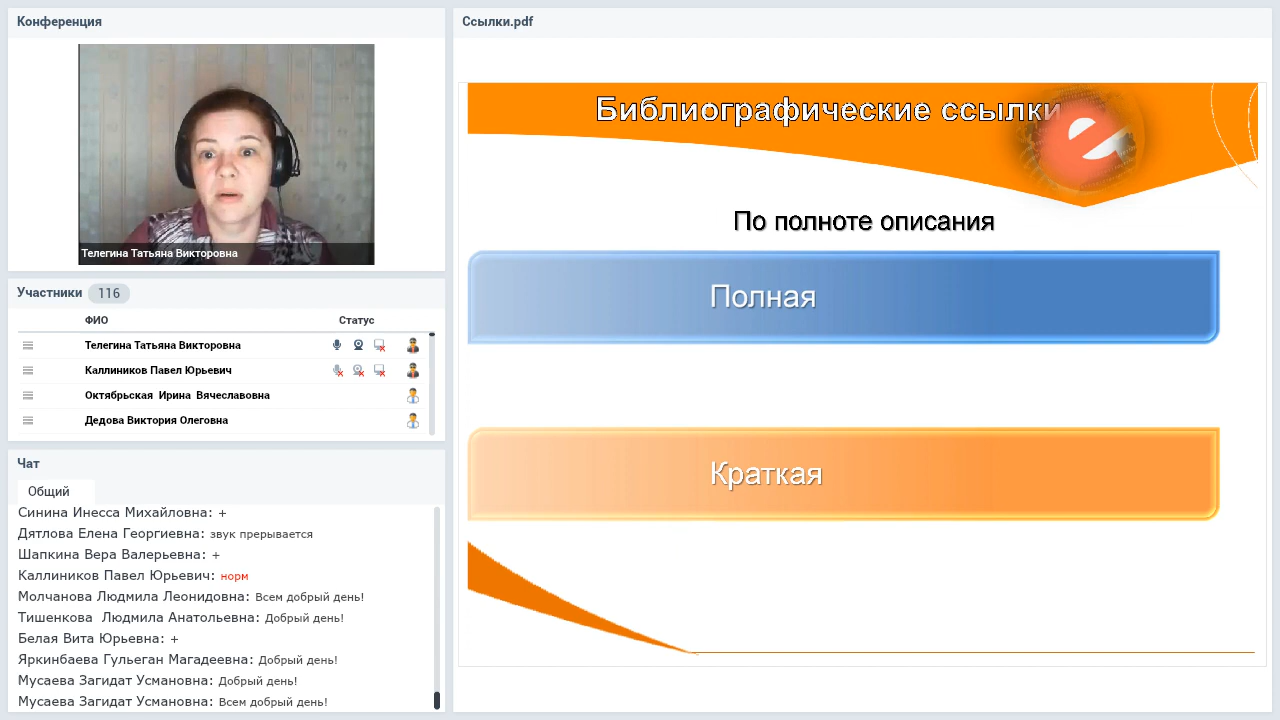 Конференция
Телегина Татьяна Викторовна
Участники 116
ФИО Статус
Телегина Татьяна Викторовна
Каллиников Павел Юрьевич
Октябрьская Ирина Вячеславовна
Дедова Виктория Олеговна
Чат
Общий
Синина Инесса Михайловна: +
Дятлова Елена Георгиевна: звук прерывается
Шапкина Вера Валерьевна: +
Каллиников Павел Юрьевич: норм
Молчанова Людмила Леонидовна: Всем добрый день!
Тишенкова Людмила Анатольевна: Добрый день!
Белая Вита Юрьевна: +
Яркинбаева Гульеган Магадеевна: Добрый день!
Мусаева Загидат Усмановна: Добрый день!
Мусаева Загидат Усмановна: Всем добрый день!
Ссылки.pdf
Библиографические ссылки
По полноте описания
Полная
Краткая